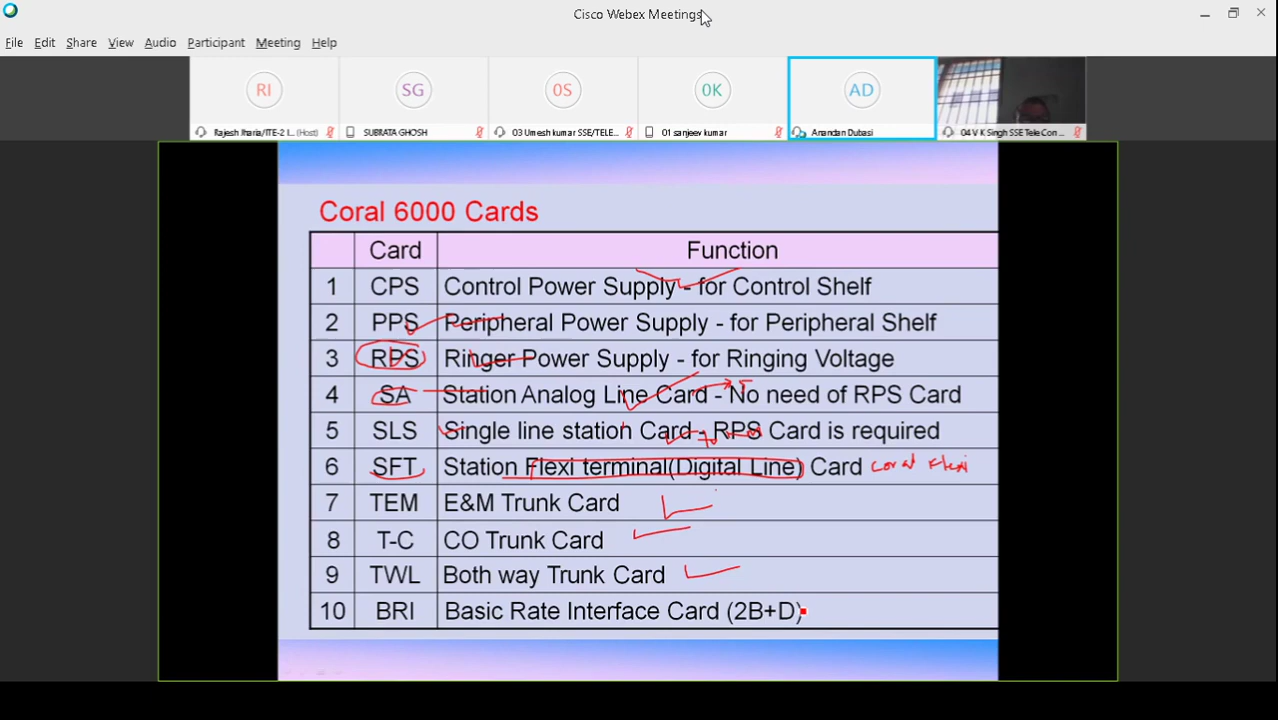 Cisco Webex Meetings
File Edit Share View Audio Participant Meeting Help
RI SG 0S 0K AD
Rajesh Jharia/ITE-2 I... (Host) SUBRATA GHOSH 03 Umesh kumar SSE/TELE... 01 sanjeev kumar Anandan Dubasi 04 V K Singh SSE Tele Con...
Coral 6000 Cards
Card Function
1 CPS Control Power Supply - for Control Shelf
2 PPS Peripheral Power Supply - for Peripheral Shelf
3 RPS Ringer Power Supply - for Ringing Voltage
4 SA Station Analog Line Card - No need of RPS Card
5 SLS Single line station Card - RPS Card is required
6 SFT Station Flexi terminal(Digital Line) Card coral flexi
7 TEM E&M Trunk Card
8 T-C CO Trunk Card
9 TWL Both way Trunk Card
10 BRI Basic Rate Interface Card (2B+D)